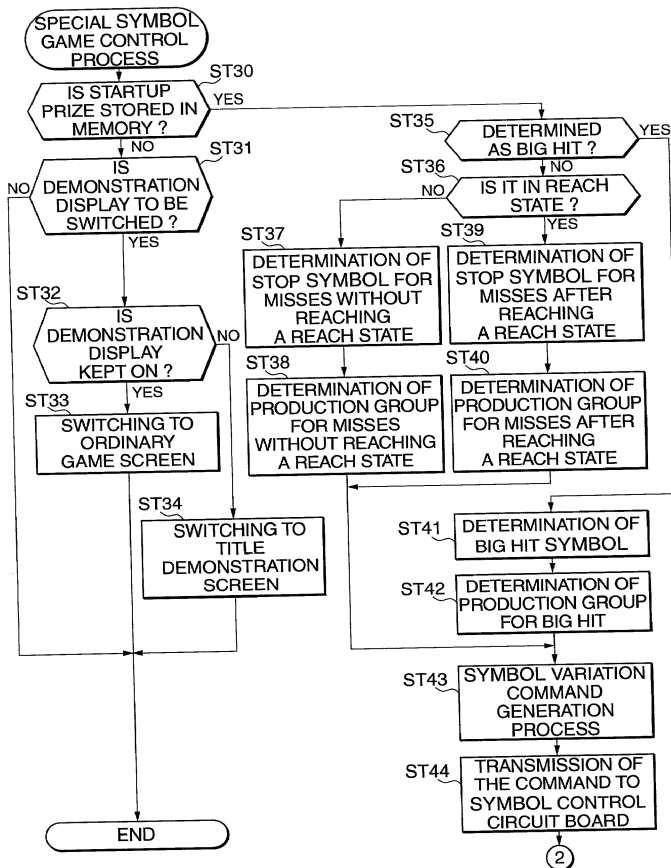 SPECIAL SYMBOL
GAME CONTROL
PROCESS
ST30
IS STARTUP
PRIZE STORED IN
MEMORY ?
YES
NO
ST31
IS
DEMONSTRATION
DISPLAY TO BE
SWITCHED ?
NO
YES
ST32
IS
DEMONSTRATION
DISPLAY
KEPT ON ?
NO
YES
ST33
SWITCHING TO
ORDINARY
GAME SCREEN
ST34
SWITCHING TO
TITLE
DEMONSTRATION
SCREEN
END
ST35
DETERMINED
AS BIG HIT ?
YES
NO
ST36
IS IT IN REACH
STATE ?
NO
YES
ST37
DETERMINATION OF
STOP SYMBOL FOR
MISSES WITHOUT
REACHING
A REACH STATE
ST38
DETERMINATION OF
PRODUCTION GROUP
FOR MISSES
WITHOUT REACHING
A REACH STATE
ST39
DETERMINATION OF
STOP SYMBOL FOR
MISSES AFTER
REACHING
A REACH STATE
ST40
DETERMINATION OF
PRODUCTION GROUP
FOR MISSES AFTER
REACHING
A REACH STATE
ST41
DETERMINATION OF
BIG HIT SYMBOL
ST42
DETERMINATION OF
PRODUCTION GROUP
FOR BIG HIT
ST43
SYMBOL VARIATION
COMMAND
GENERATION
PROCESS
ST44
TRANSMISSION OF
THE COMMAND TO
SYMBOL CONTROL
CIRCUIT BOARD
2